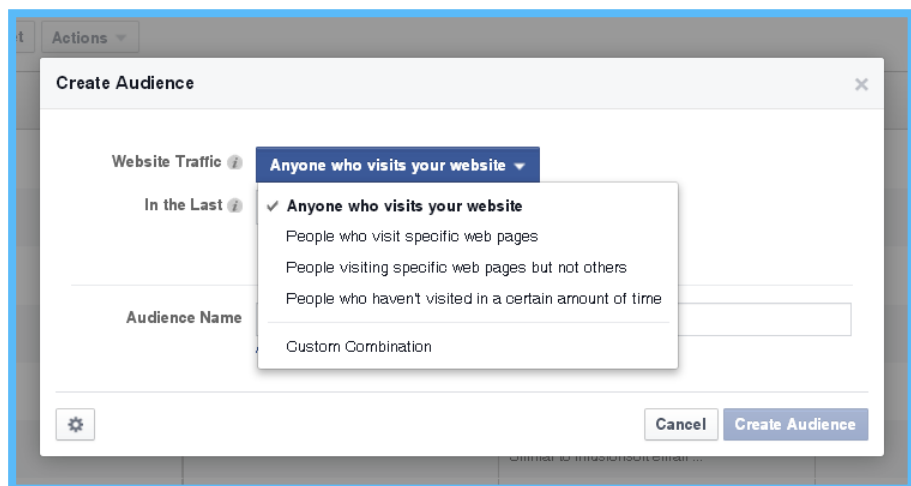 Actions
Create Audience
Website Traffic
Anyone who visits your website
In the Last
Anyone who visits your website
People who visit specific web pages
People visiting specific web pages but not others
People who haven't visited in a certain amount of time
Audience Name
Custom Combination
Cancel
Create Audience